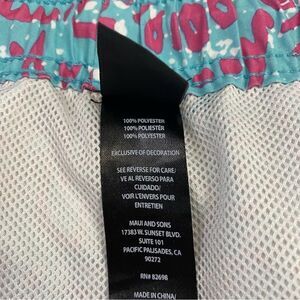 100% POLYESTER
100% POLIÉSTER
100% POLYESTER
EXCLUSIVE OF DECORATION
SEE REVERSE FOR CARE/
VE AL REVERSO PARA
CUIDADO/
VOIR L'ENVERS POUR
ENTRETIEN
MAUI AND SONS
17383 W. SUNSET BLVD.
SUITE 101
PACIFIC PALISADES, CA
90272
RN# 82698
MADE IN CHINA/